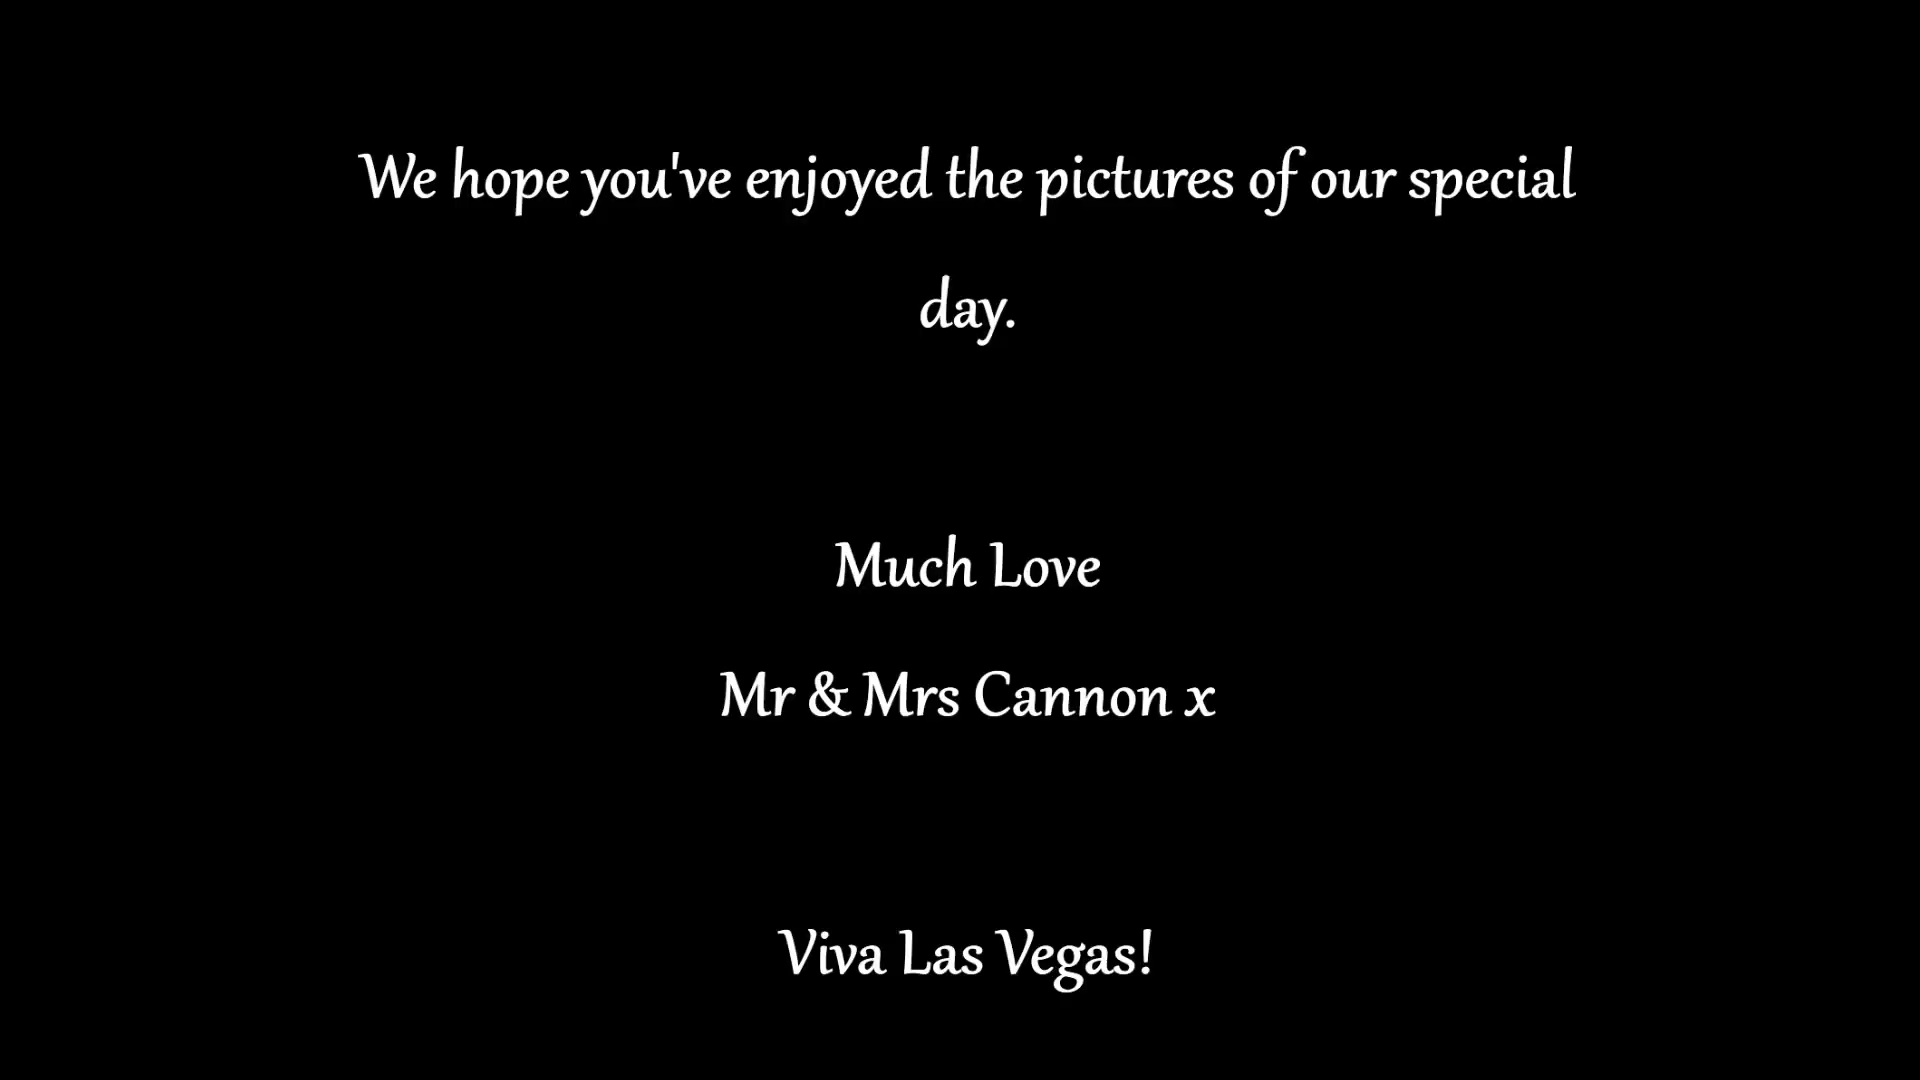 We hope you've enjoyed the pictures of our special
day.
Much Love
Mr & Mrs Cannon x
Viva Las Vegas!